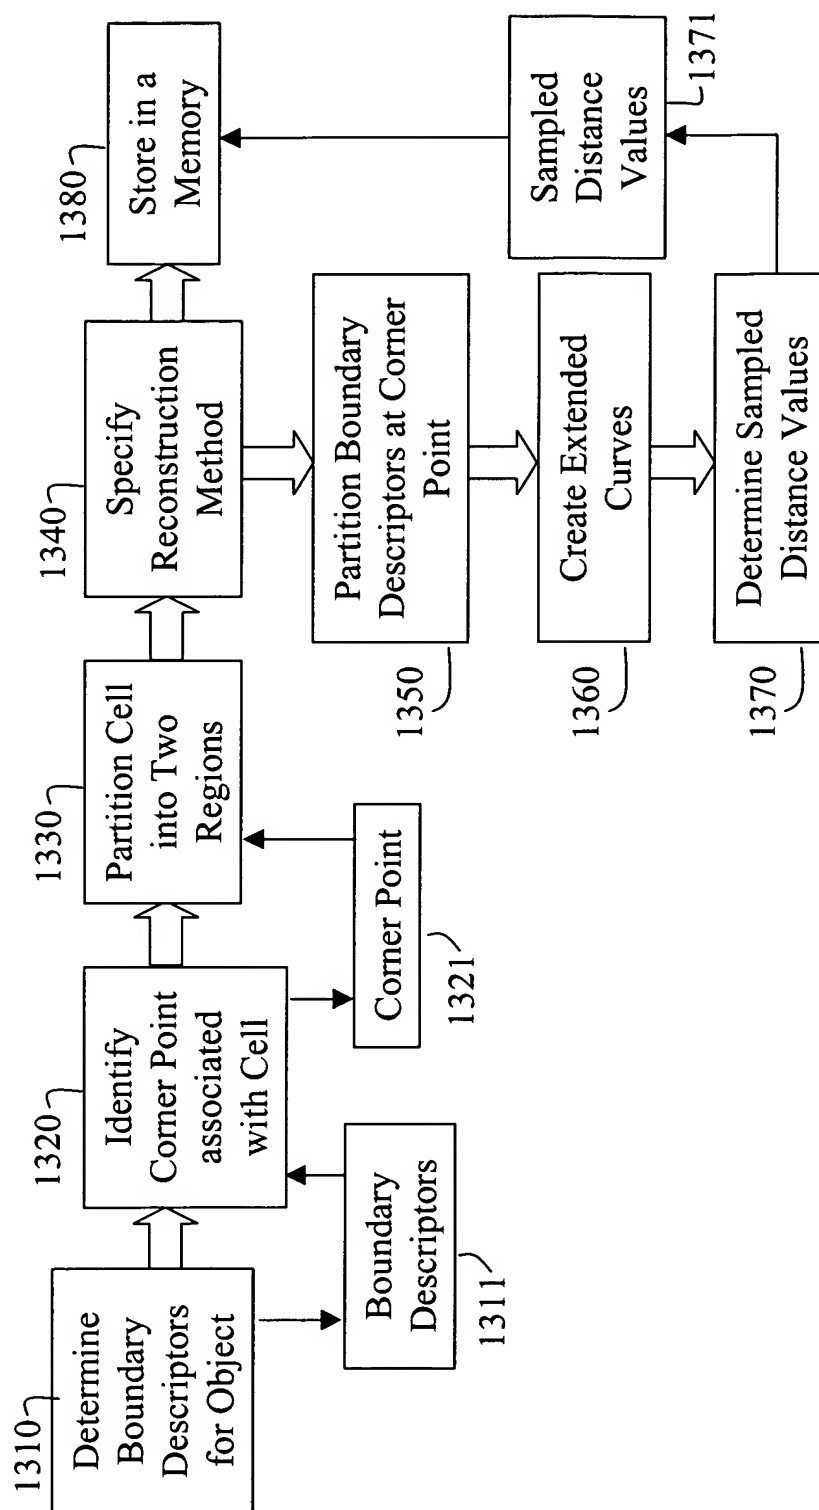 1310
Determine
Boundary
Descriptors
for Object
Boundary
Descriptors
1311
1320
Identify
Corner Point
associated
with Cell
Corner Point
1321
1330
Partition Cell
into Two
Regions
1340
Specify
Reconstruction
Method
1380
Store in a
Memory
Partition Boundary
Descriptors at Corner
Point
1350
Create Extended
Curves
1360
Determine Sampled
Distance Values
1370
Sampled
Distance
Values
1371